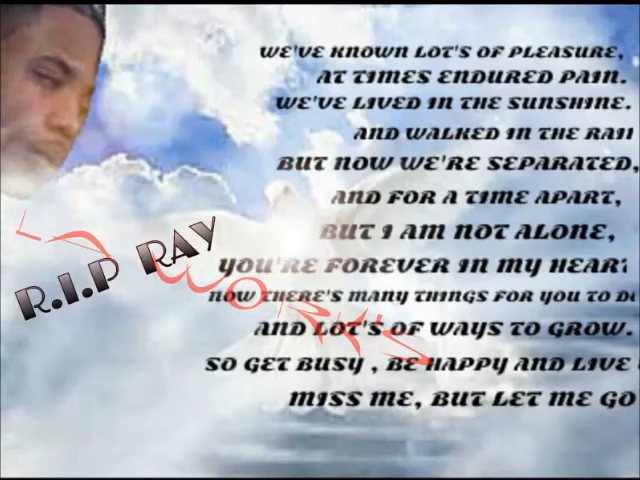 WE'VE KNOWN LOT'S OF PLEASURE,
AT TIMES ENDURED PAIN.
WE'VE LIVED IN THE SUNSHINE.
AND WALKED IN THE RAII
BUT NOW WE'RE SEPARATED,
AND FOR A TIME APART,
BUT I AM NOT ALONE,
YOU'RE FOREVER IN MY HEART
NOW THERE'S MANY THINGS FOR YOU TO DO
AND LOT'S OF WAYS TO GROW.
SO GET BUSY , BE HAPPY AND LIVE
MISS ME, BUT LET ME GO
R.I.P RAY
WORK'S